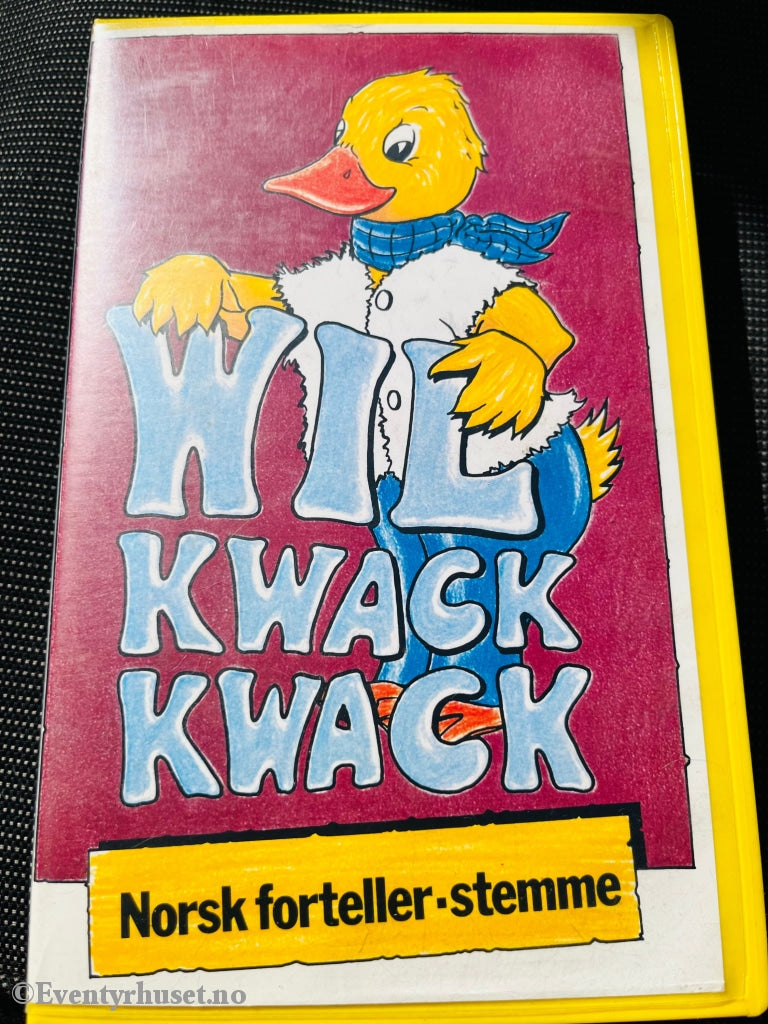 WIL
KWACK
KWACK
Norsk forteller-stemme
©Eventyrhuset.no